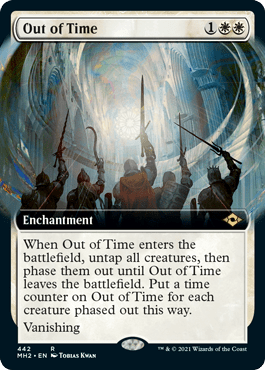 Out of Time 1
Enchantment
When Out of Time enters the
battlefield, untap all creatures, then
phase them out until Out of Time
leaves the battlefield. Put a time
counter on Out of Time for each
creature phased out this way.
Vanishing
442 R
MH2 • EN Tobias Kwan ™ & © 2021 Wizards of the Coast